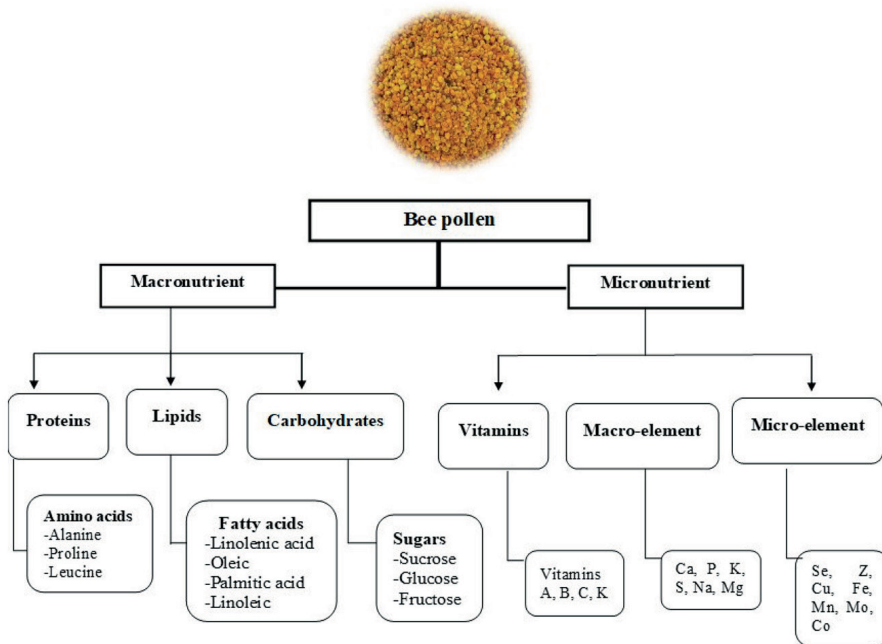 Bee pollen
Macronutrient
Micronutrient
Proteins
Lipids
Carbohydrates
Vitamins
Macro-element
Micro-element
Amino acids
-Alanine
-Proline
-Leucine
Fatty acids
-Linolenic acid
-Oleic
-Palmitic acid
-Linoleic
Sugars
-Sucrose
-Glucose
-Fructose
Vitamins
A, B, C, K
Ca, P, K,
S, Na, Mg
Se, Z,
Cu, Fe,
Mn, Mo,
Co